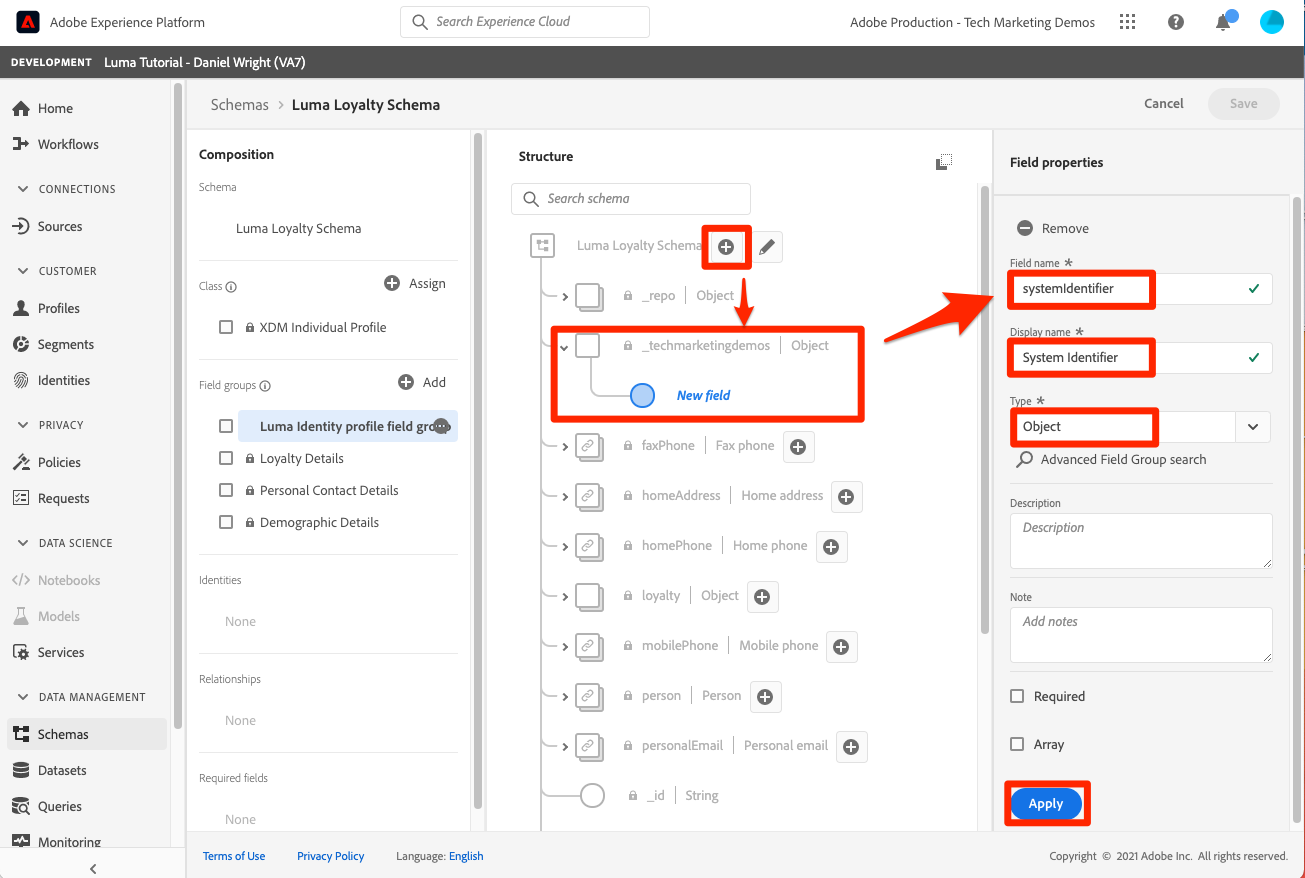 Adobe Experience Platform
Search Experience Cloud
Adobe Production - Tech Marketing Demos
DEVELOPMENT Luma Tutorial - Daniel Wright (VA7)
Home
Workflows
CONNECTIONS
Sources
CUSTOMER
Profiles
Segments
Identities
PRIVACY
Policies
Requests
DATA SCIENCE
Notebooks
Models
Services
DATA MANAGEMENT
Schemas
Datasets
Queries
Monitoring
Schemas > Luma Loyalty Schema
Cancel
Save
Composition
Schema
Luma Loyalty Schema
Class
Assign
XDM Individual Profile
Field groups
Add
Luma Identity profile field gro
Loyalty Details
Personal Contact Details
Demographic Details
Identities
None
Relationships
None
Required fields
None
Structure
Search schema
Luma Loyalty Schema
_repo | Object
_techmarketingdemos | Object
New field
faxPhone | Fax phone
homeAddress | Home address
homePhone | Home phone
loyalty | Object
mobilePhone | Mobile phone
person | Person
personalEmail | Personal email
_id | String
Field properties
Remove
Field name *
systemIdentifier
Display name *
System Identifier
Type *
Object
Advanced Field Group search
Description
Description
Note
Add notes
Required
Array
Apply
Terms of Use
Privacy Policy
Language: English
Copyright © 2021 Adobe Inc. All rights reserved.